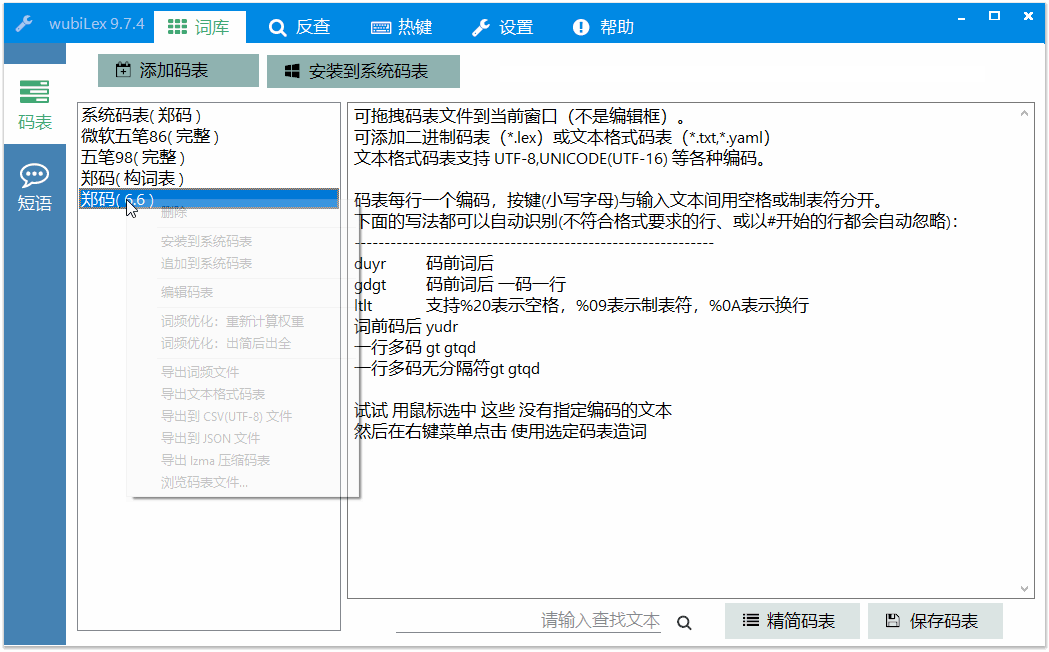 wubiLex 9.7.4
词库
反查
热键
设置
帮助
添加码表
安装到系统码表
码表
短语
系统码表( 郑码 )
微软五笔86( 完整 )
五笔98( 完整 )
郑码( 构词表 )
郑码( 6.6 )
删除
安装到系统码表
追加到系统码表
编辑码表
词频优化：重新计算权重
词频优化：出简后出全
导出词频文件
导出文本格式码表
导出到 CSV(UTF-8) 文件
导出到 JSON 文件
导出 lzma 压缩码表
浏览码表文件...
可拖拽码表文件到当前窗口（不是编辑框）。
可添加二进制码表（*.lex）或文本格式码表（*.txt,*.yaml）
文本格式码表支持 UTF-8,UNICODE(UTF-16) 等各种编码。
码表每行一个编码，按键(小写字母)与输入文本间用空格或制表符分开。
下面的写法都可以自动识别(不符合格式要求的行、或以#开始的行都会自动忽略)：
------------------------------------------------------------
duyr 码前词后
gdgt 码前词后 一码一行
ltlt 支持%20表示空格，%09表示制表符，%0A表示换行
词前码后 yudr
一行多码 gt gtqd
一行多码无分隔符gt gtqd
试试 用鼠标选中 这些 没有指定编码的文本
然后在右键菜单点击 使用选定码表造词
请输入查找文本
精简码表
保存码表